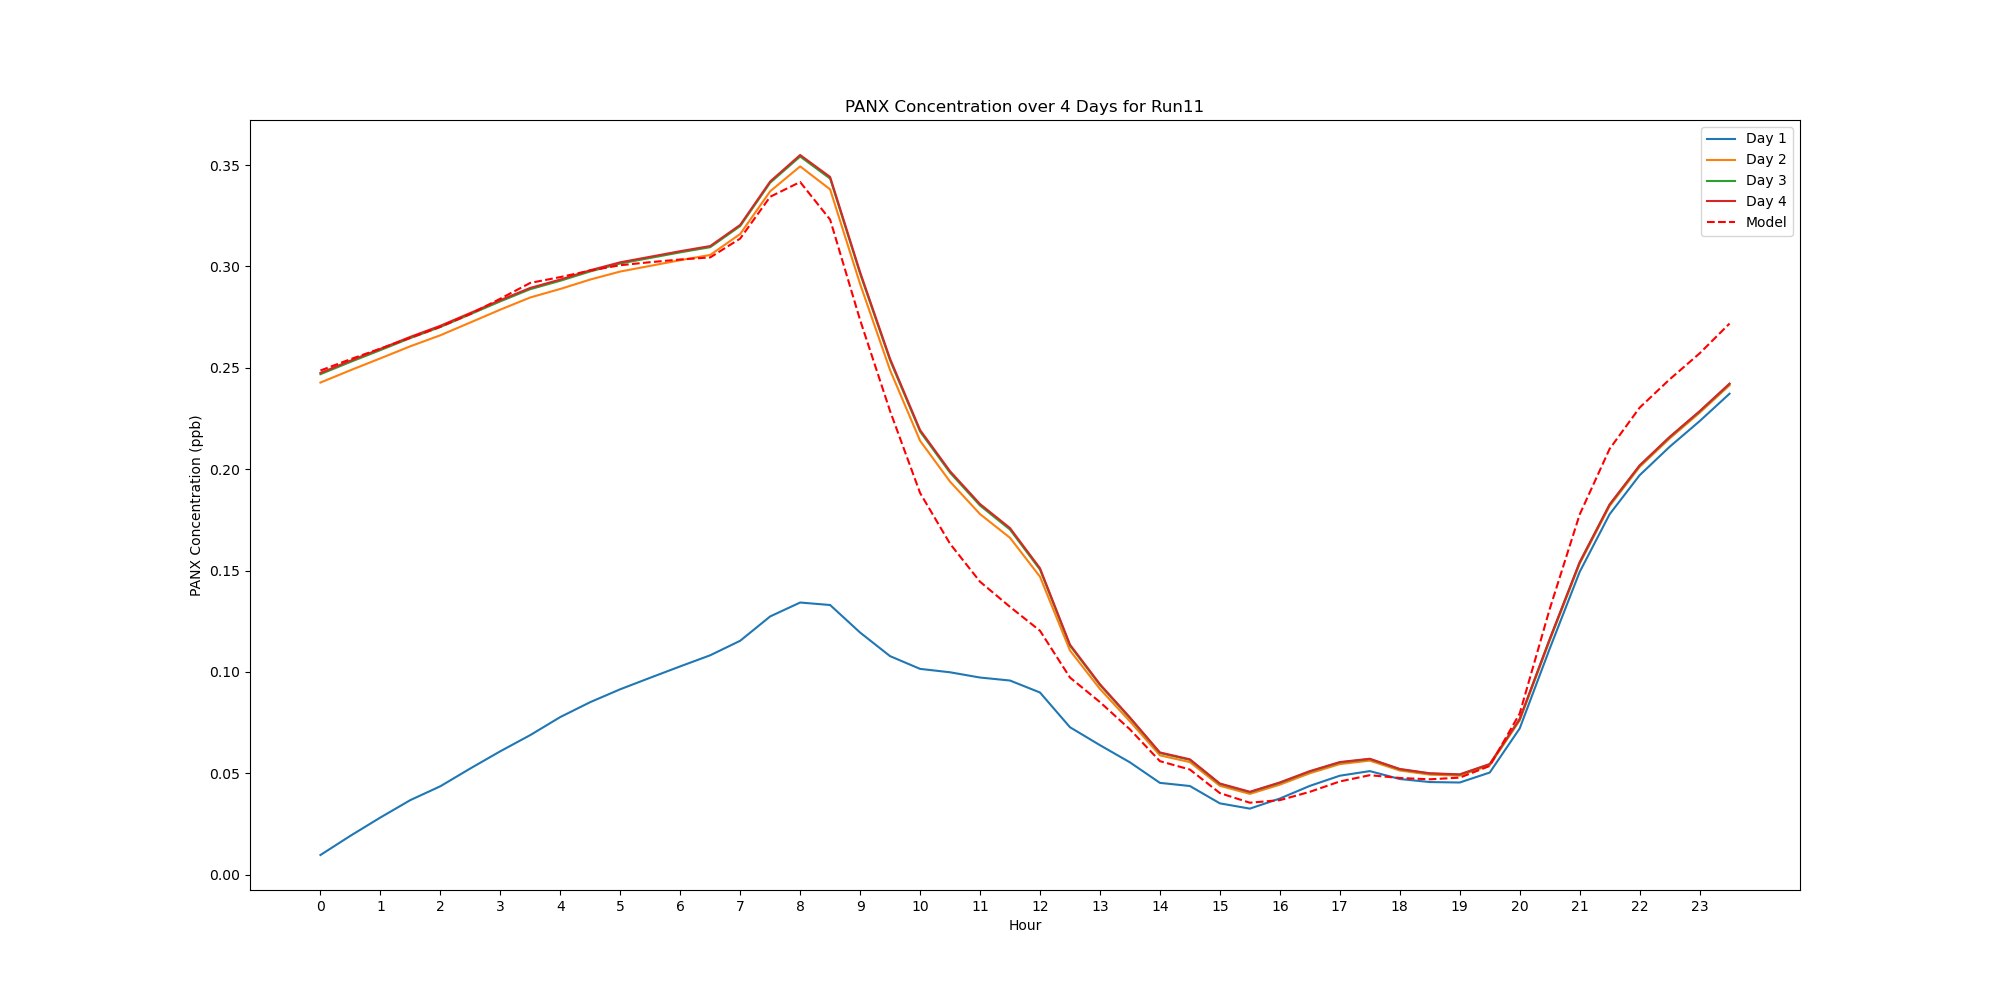 PANX Concentration over 4 Days for Run11
Day 1
Day 2
Day 3
Day 4
Model
PANX Concentration (ppb)
0.35
0.30
0.25
0.20
0.15
0.10
0.05
0.00
0 1 2 3 4 5 6 7 8 9 10 11 12 13 14 15 16 17 18 19 20 21 22 23
Hour